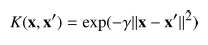 K(x, x′) = exp(−γ||x − x′||²)